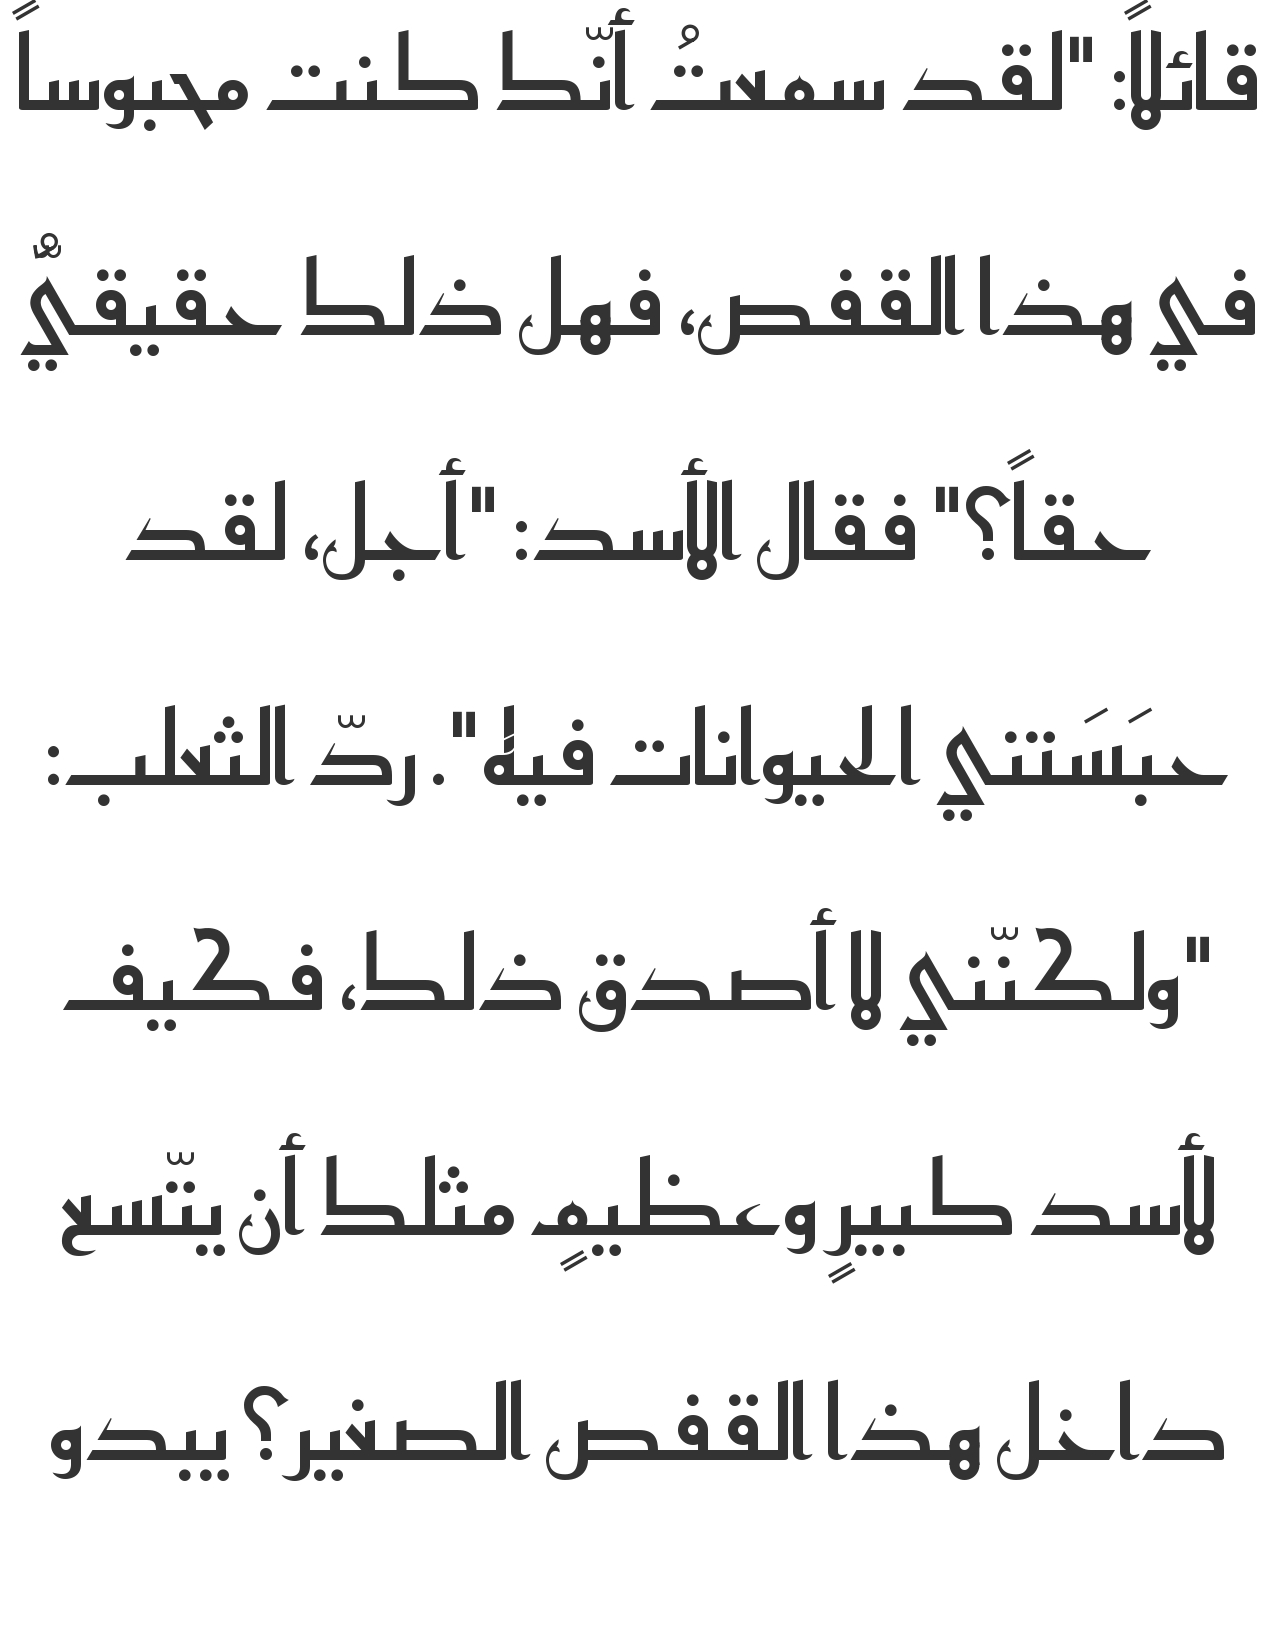 قائلاً: "لقد سمعتُ أنّك كنت محبوساً
في هذا القفص، فهل ذلك حقيقيٌّ
حقاً؟" فقال الأسد: "أجل، لقد
حبَسَتني الحيوانات فيه". ردّ الثعلب:
"ولكنّني لا أصدق ذلك، فكيف
لأسد كبيرٍ وعظيمٍ مثلك أن يتّسع
داخل هذا القفص الصغير؟ يبدو